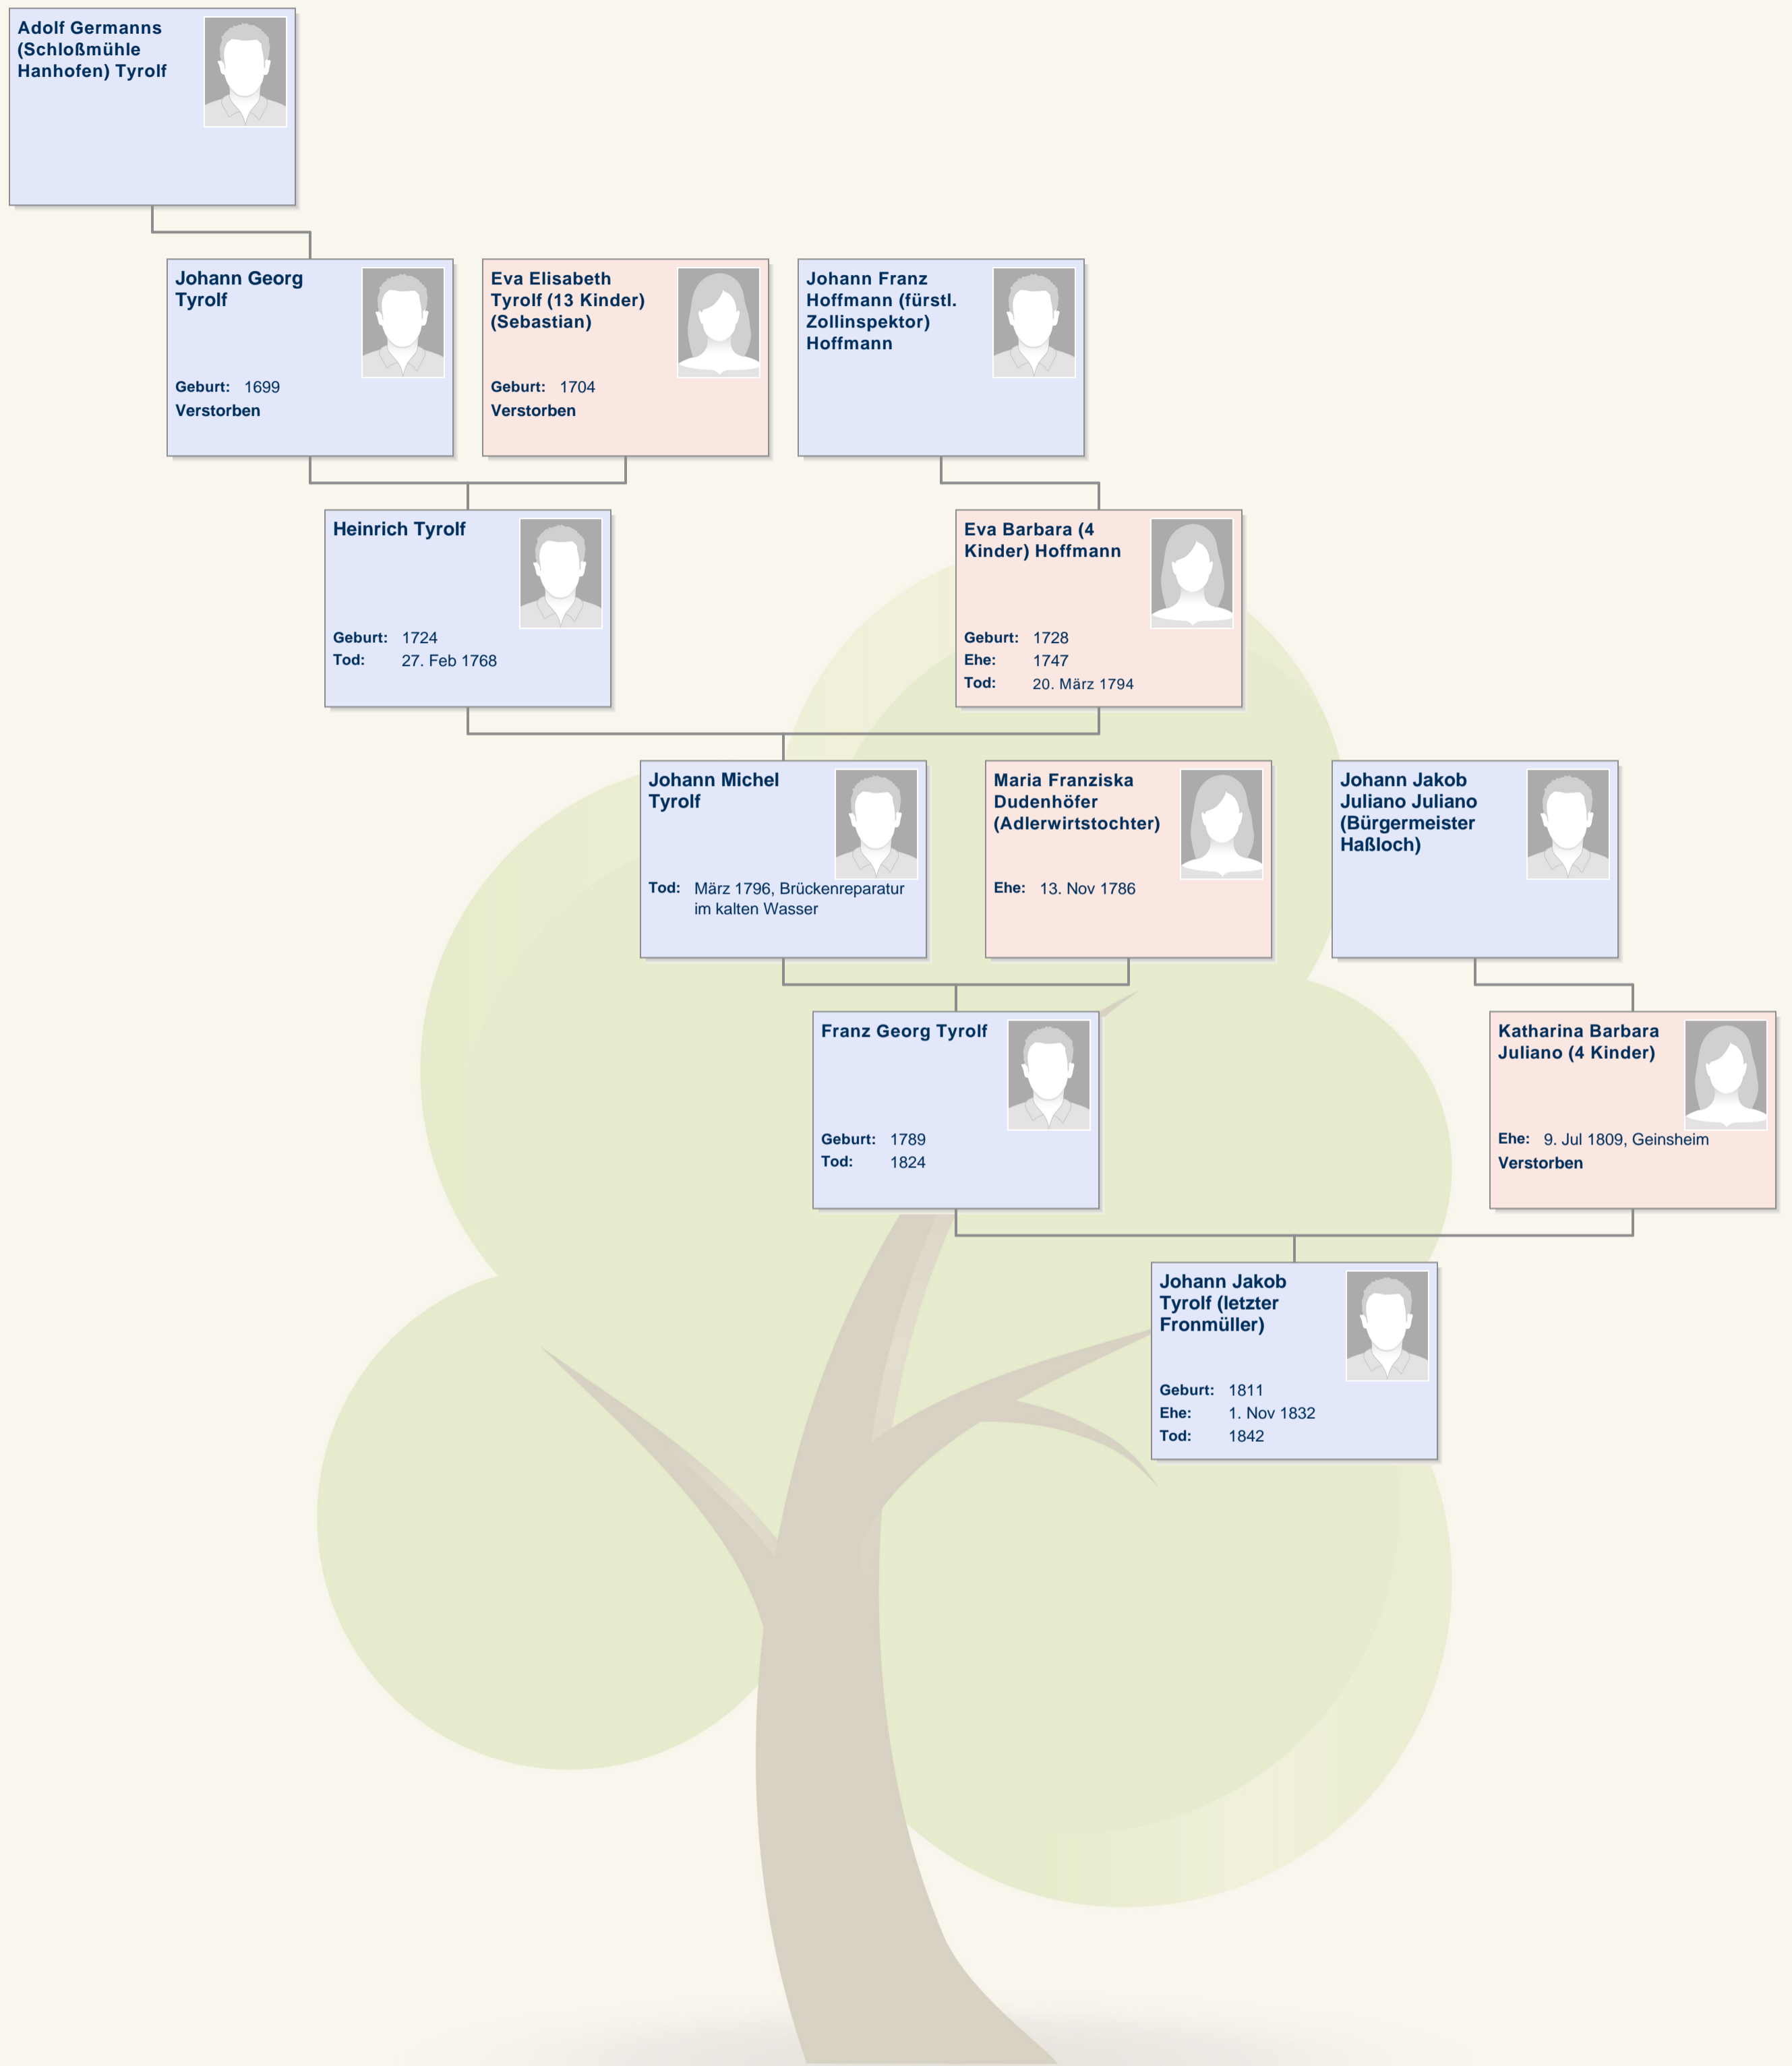 Adolf Germanns
(Schloßmühle
Hanhofen) Tyrolf
Johann Georg
Tyrolf
Geburt: 1699
Verstorben
Eva Elisabeth
Tyrolf (13 Kinder)
(Sebastian)
Geburt: 1704
Verstorben
Johann Franz
Hoffmann (fürstl.
Zollinspektor)
Hoffmann
Heinrich Tyrolf
Geburt: 1724
Tod: 27. Feb 1768
Eva Barbara (4
Kinder) Hoffmann
Geburt: 1728
Ehe: 1747
Tod: 20. März 1794
Johann Michel
Tyrolf
Tod: März 1796, Brückenreparatur
im kalten Wasser
Maria Franziska
Dudenhöfer
(Adlerwirtstochter)
Ehe: 13. Nov 1786
Johann Jakob
Juliano Juliano
(Bürgermeister
Haßloch)
Franz Georg Tyrolf
Geburt: 1789
Tod: 1824
Katharina Barbara
Juliano (4 Kinder)
Ehe: 9. Jul 1809, Geinsheim
Verstorben
Johann Jakob
Tyrolf (letzter
Fronmüller)
Geburt: 1811
Ehe: 1. Nov 1832
Tod: 1842